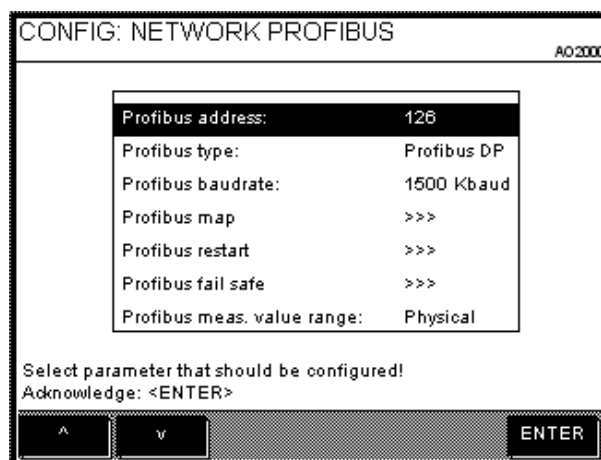 CONFIG: NETWORK PROFIBUS
AO2000
Profibus address: 126
Profibus type: Profibus DP
Profibus baudrate: 1500 Kbaud
Profibus map >>>
Profibus restart >>>
Profibus fail safe >>>
Profibus meas. value range: Physical
Select parameter that should be configured!
Acknowledge: <ENTER>
^ v ENTER